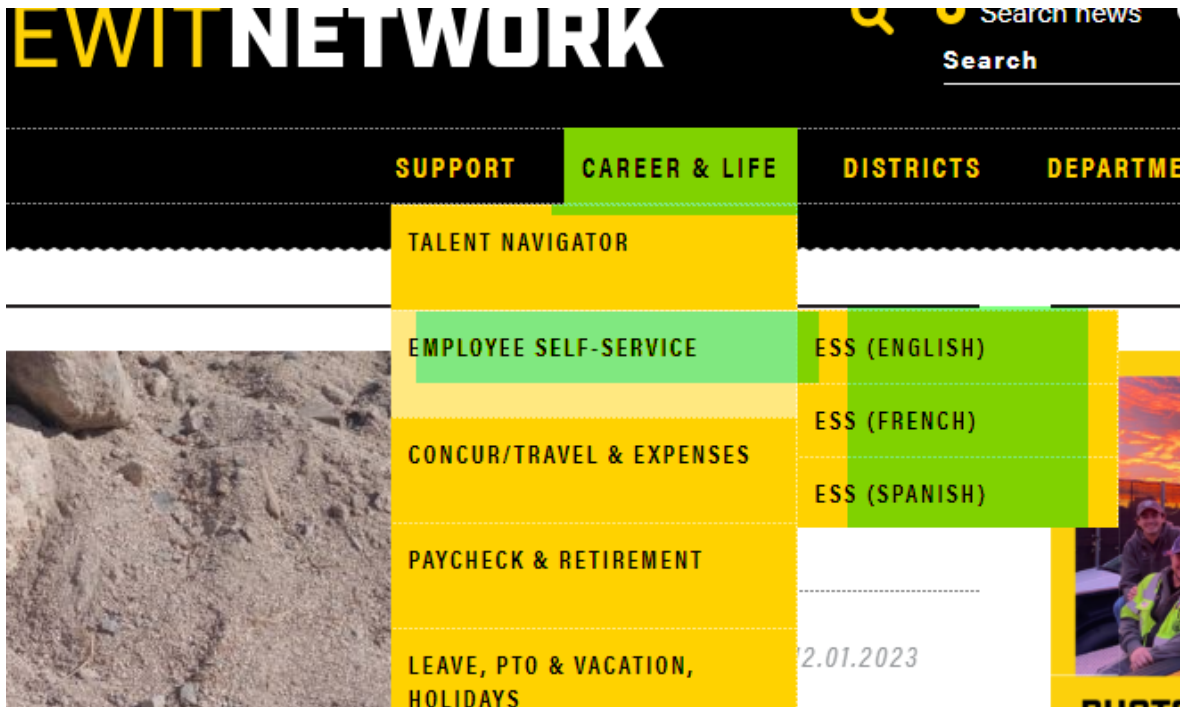 EWITNETWORK
Search news
Search
SUPPORT CAREER & LIFE DISTRICTS DEPARTME
TALENT NAVIGATOR
EMPLOYEE SELF-SERVICE
ESS (ENGLISH)
ESS (FRENCH)
ESS (SPANISH)
CONCUR/TRAVEL & EXPENSES
PAYCHECK & RETIREMENT
LEAVE, PTO & VACATION,
HOLIDAYS
2.01.2023